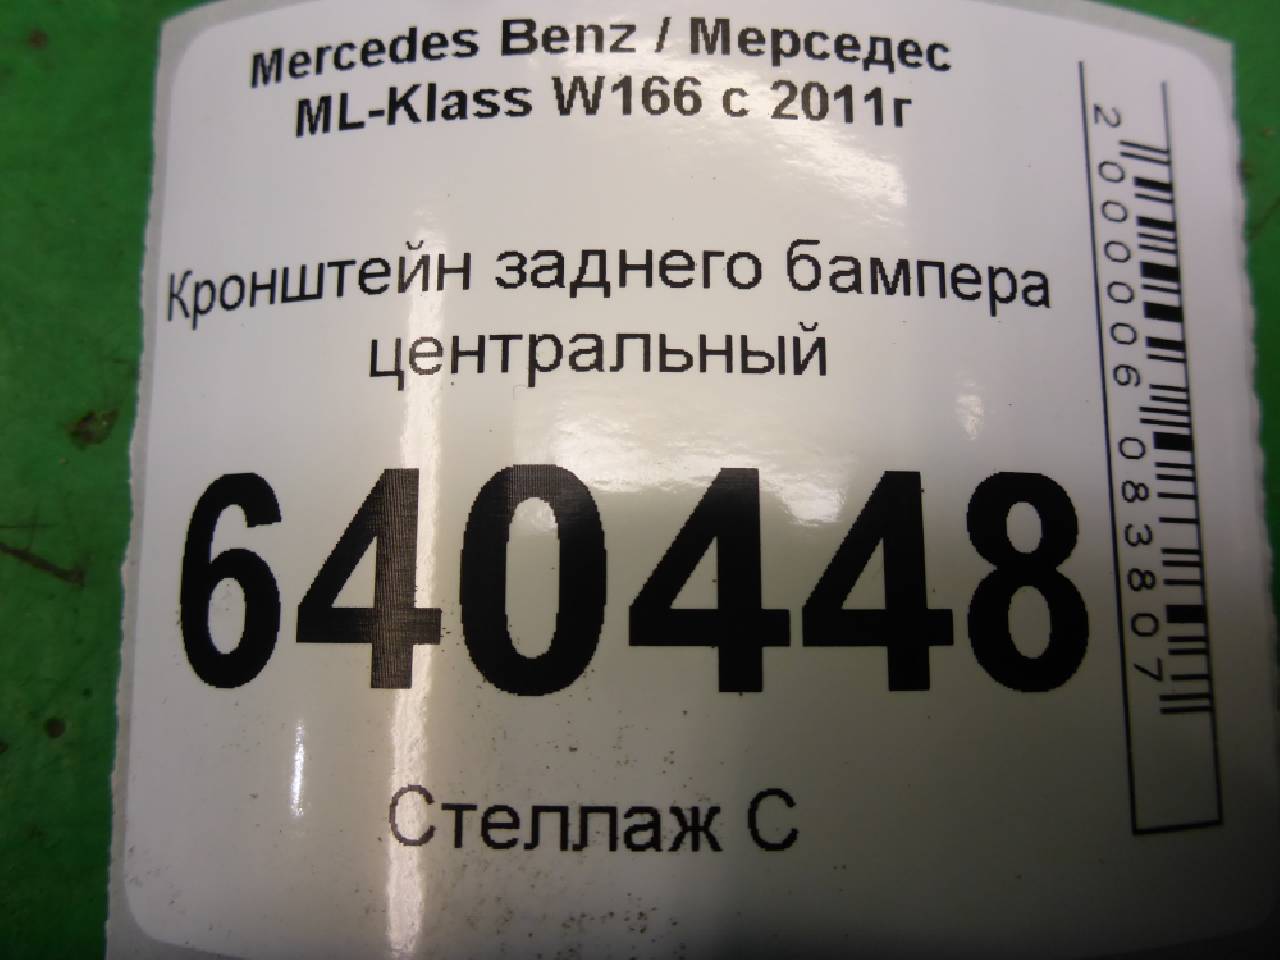 Mercedes Benz / Мерседес
ML-Klass W166 с 2011г
Кронштейн заднего бампера
центральный
640448
Стеллаж С
2000006083807